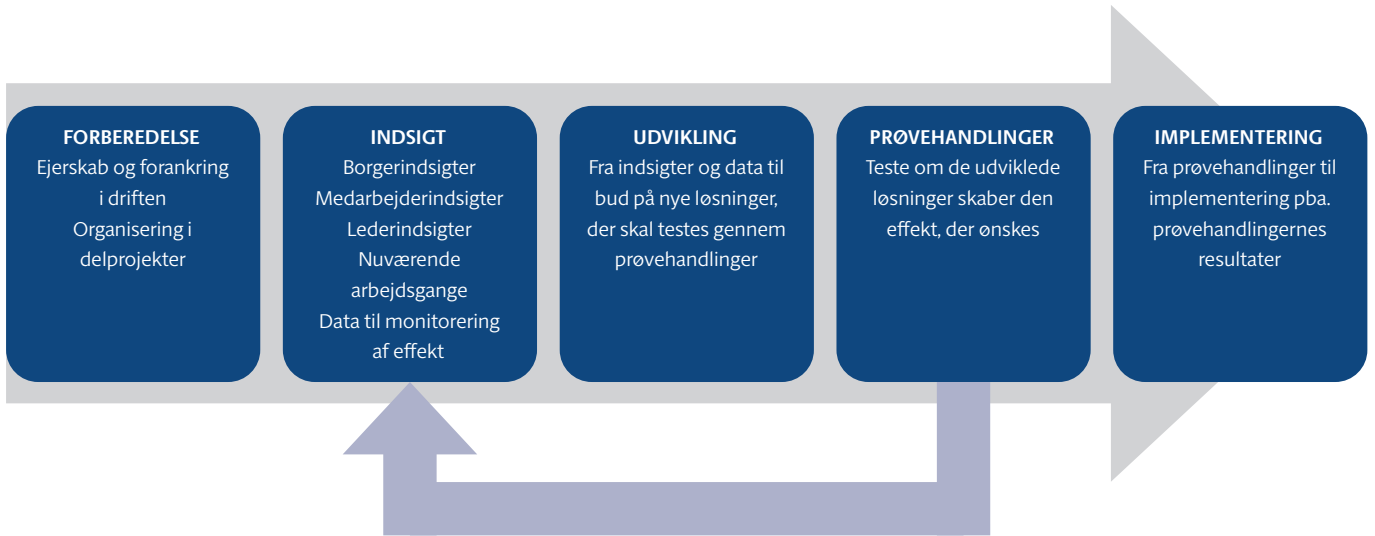 FORBEREDELSE
Ejerskab og forankring
i driften
Organisering i
delprojekter
INDSIGT
Borgerindsigter
Medarbejderindsigter
Lederindsigter
Nuværende
arbejdsgange
Data til monitorering
af effekt
UDVIKLING
Fra indsigter og data til
bud på nye løsninger,
der skal testes gennem
prøvehandlinger
PRØVEHANDLINGER
Teste om de udviklede
løsninger skaber den
effekt, der ønskes
IMPLEMENTERING
Fra prøvehandlinger til
implementering pba.
prøvehandlingernes
resultater